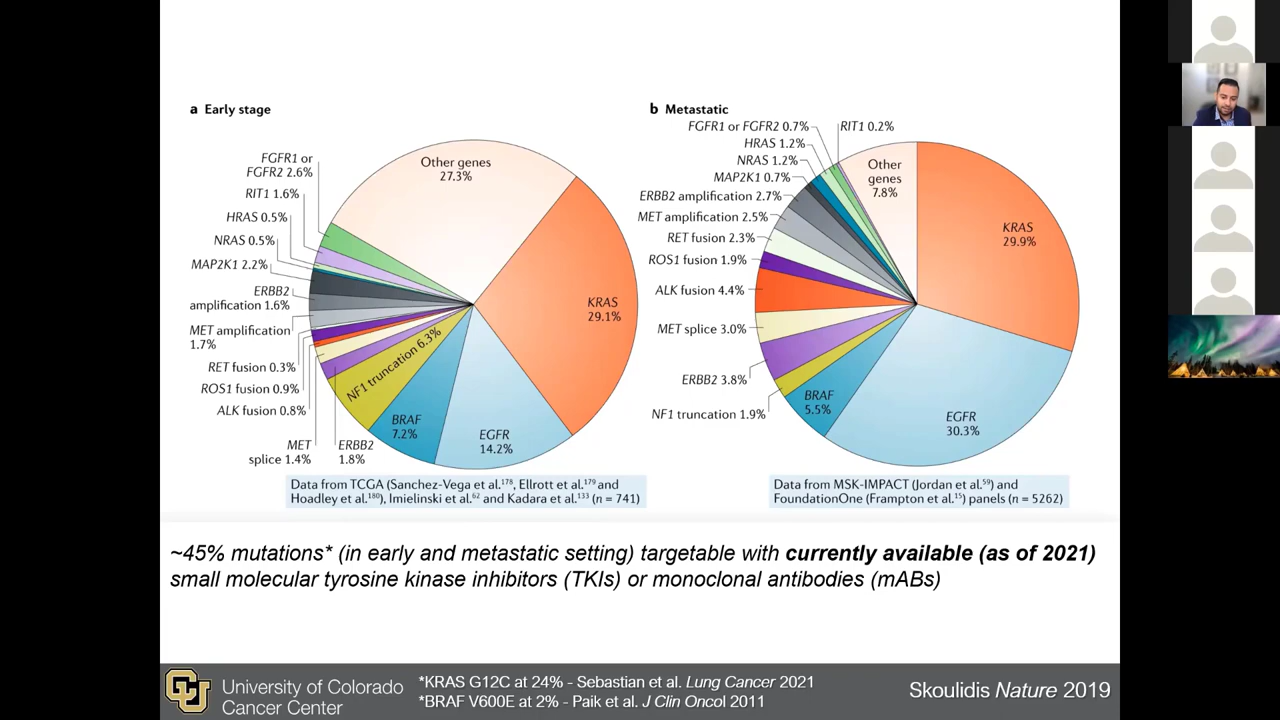 a Early stage
FGFR1 or
FGFR2 2.6%
RIT1 1.6%
HRAS 0.5%
NRAS 0.5%
MAP2K1 2.2%
ERBB2
amplification 1.6%
MET amplification
1.7%
RET fusion 0.3%
ROS1 fusion 0.9%
ALK fusion 0.8%
MET
splice 1.4%
ERBB2
1.8%
NF1 truncation 6.3%
BRAF
7.2%
EGFR
14.2%
KRAS
29.1%
Other genes
27.3%
Data from TCGA (Sanchez-Vega et al.178, Ellrott et al.179 and
Hoadley et al.180), Imielinski et al.62 and Kadara et al.133 (n = 741)
b Metastatic
FGFR1 or FGFR2 0.7%
RIT1 0.2%
HRAS 1.2%
NRAS 1.2%
MAP2K1 0.7%
ERBB2 amplification 2.7%
MET amplification 2.5%
RET fusion 2.3%
ROS1 fusion 1.9%
ALK fusion 4.4%
MET splice 3.0%
ERBB2 3.8%
NF1 truncation 1.9%
BRAF
5.5%
EGFR
30.3%
KRAS
29.9%
Other
genes
7.8%
Data from MSK-IMPACT (Jordan et al.59) and
FoundationOne (Frampton et al.15) panels (n = 5262)
~45% mutations* (in early and metastatic setting) targetable with currently available (as of 2021)
small molecular tyrosine kinase inhibitors (TKIs) or monoclonal antibodies (mABs)
CU
University of Colorado
Cancer Center
*KRAS G12C at 24% - Sebastian et al. Lung Cancer 2021
*BRAF V600E at 2% - Paik et al. J Clin Oncol 2011
Skoulidis Nature 2019